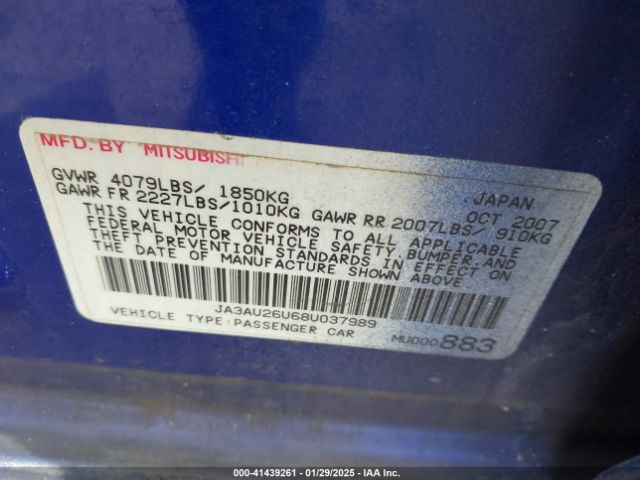 MFD. BY MITSUBISHI
GVWR 4079LBS/ 1850KG JAPAN
GAWR FR 2227LBS/1010KG OCT 2007
GAWR RR 2007LBS/ 910KG
THIS VEHICLE CONFORMS TO ALL APPLICABLE
FEDERAL MOTOR VEHICLE SAFETY, BUMPER, AND
THEFT PREVENTION STANDARDS IN EFFECT ON
THE DATE OF MANUFACTURE SHOWN ABOVE
JA3AU26U68U037989
VEHICLE TYPE:PASSENGER CAR MU000883
000-41439261 - 01/29/2025 - IAA Inc.